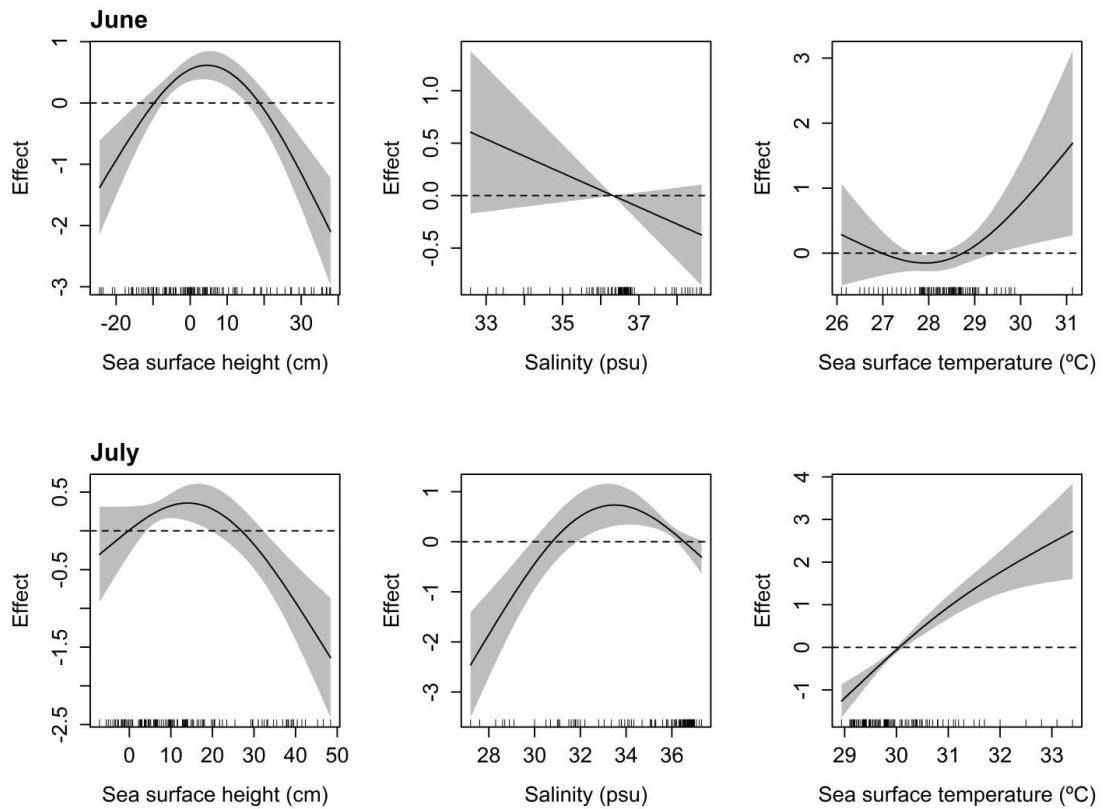 June
Effect
1
0
-1
-2
-3
-20 0 10 30
Sea surface height (cm)
Effect
1.0
0.5
0.0
-0.5
33 35 37
Salinity (psu)
Effect
3
2
1
0
26 27 28 29 30 31
Sea surface temperature (ºC)
July
Effect
0.5
-0.5
-1.5
-2.5
0 10 20 30 40 50
Sea surface height (cm)
Effect
1
0
-1
-2
-3
28 30 32 34 36
Salinity (psu)
Effect
4
3
2
1
0
-1
29 30 31 32 33
Sea surface temperature (ºC)